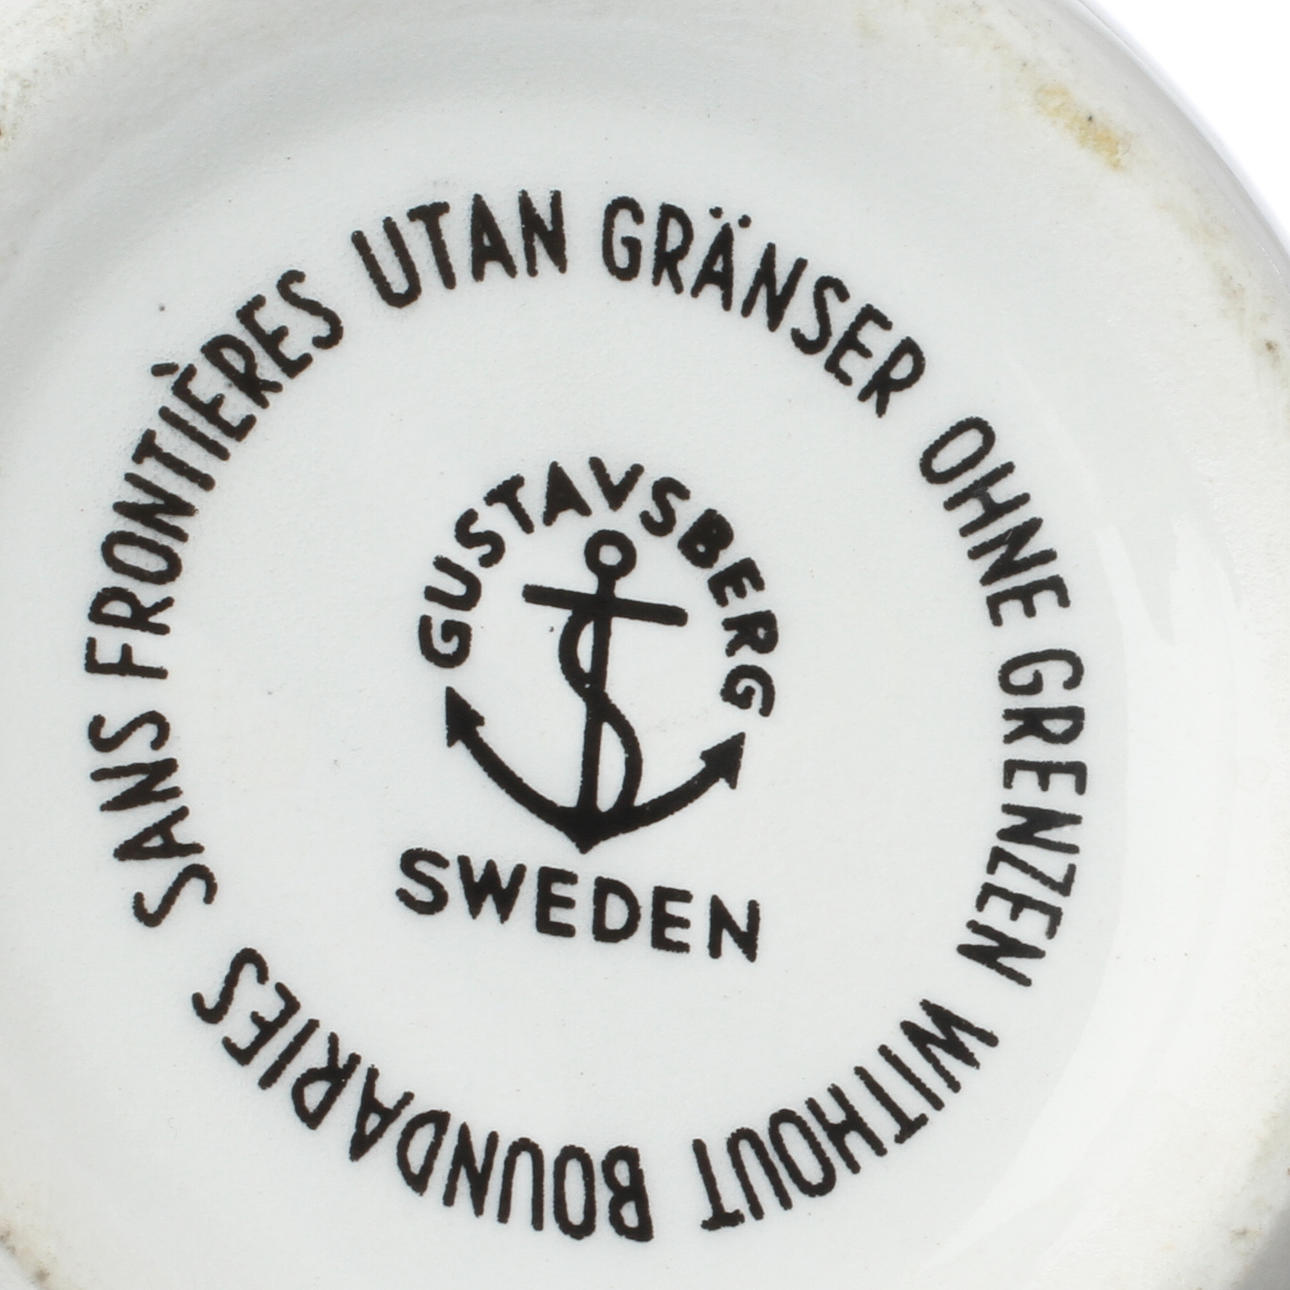 UTAN GRÄNSER OHNE GRENZEN WITHOUT BOUNDARIES SANS FRONTIÈRES
GUSTAVSBERG
SWEDEN